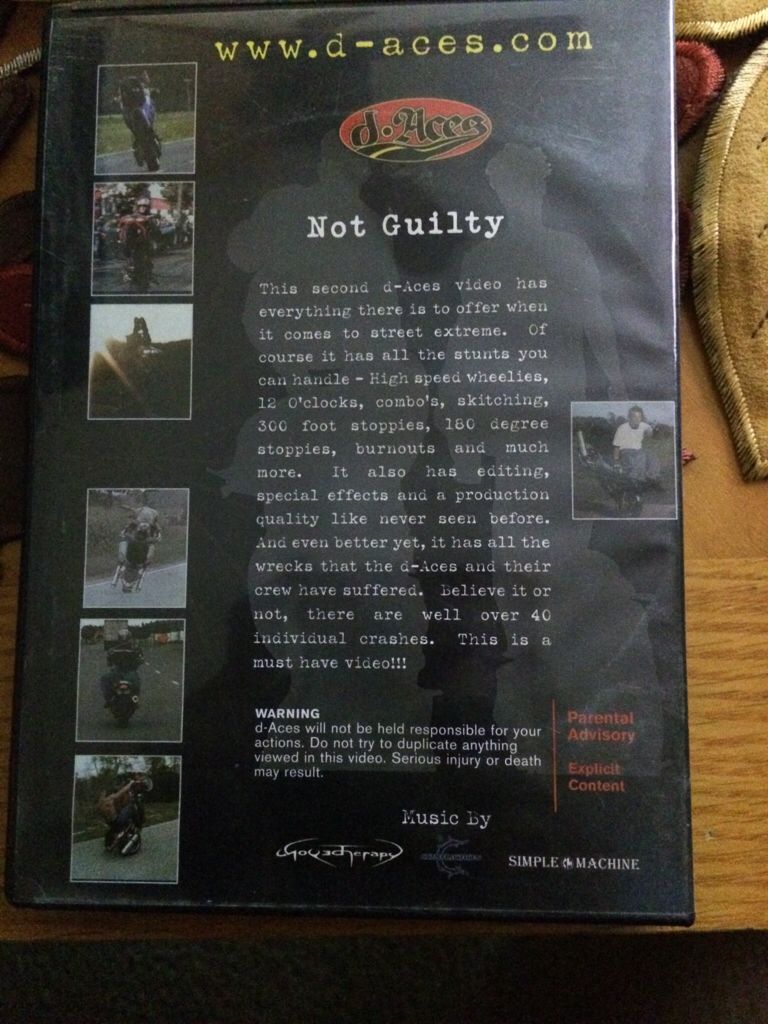 www.d-aces.com
d-Aces
Not Guilty
This second d-Aces video has
everything there is to offer when
it comes to street extreme. Of
course it has all the stunts you
can handle - High speed wheelies,
12 O'clocks, combo's, skitching,
300 foot stoppies, 180 degree
stoppies, burnouts and much
more. It also has editing,
special effects and a production
quality like never seen before.
And even better yet, it has all the
wrecks that the d-Aces and their
crew have suffered. Believe it or
not, there are well over 40
individual crashes. This is a
must have video!!!
WARNING
d-Aces will not be held responsible for your
actions. Do not try to duplicate anything
viewed in this video. Serious injury or death
may result.
Parental
Advisory
Explicit
Content
Music By
SIMPLE MACHINE